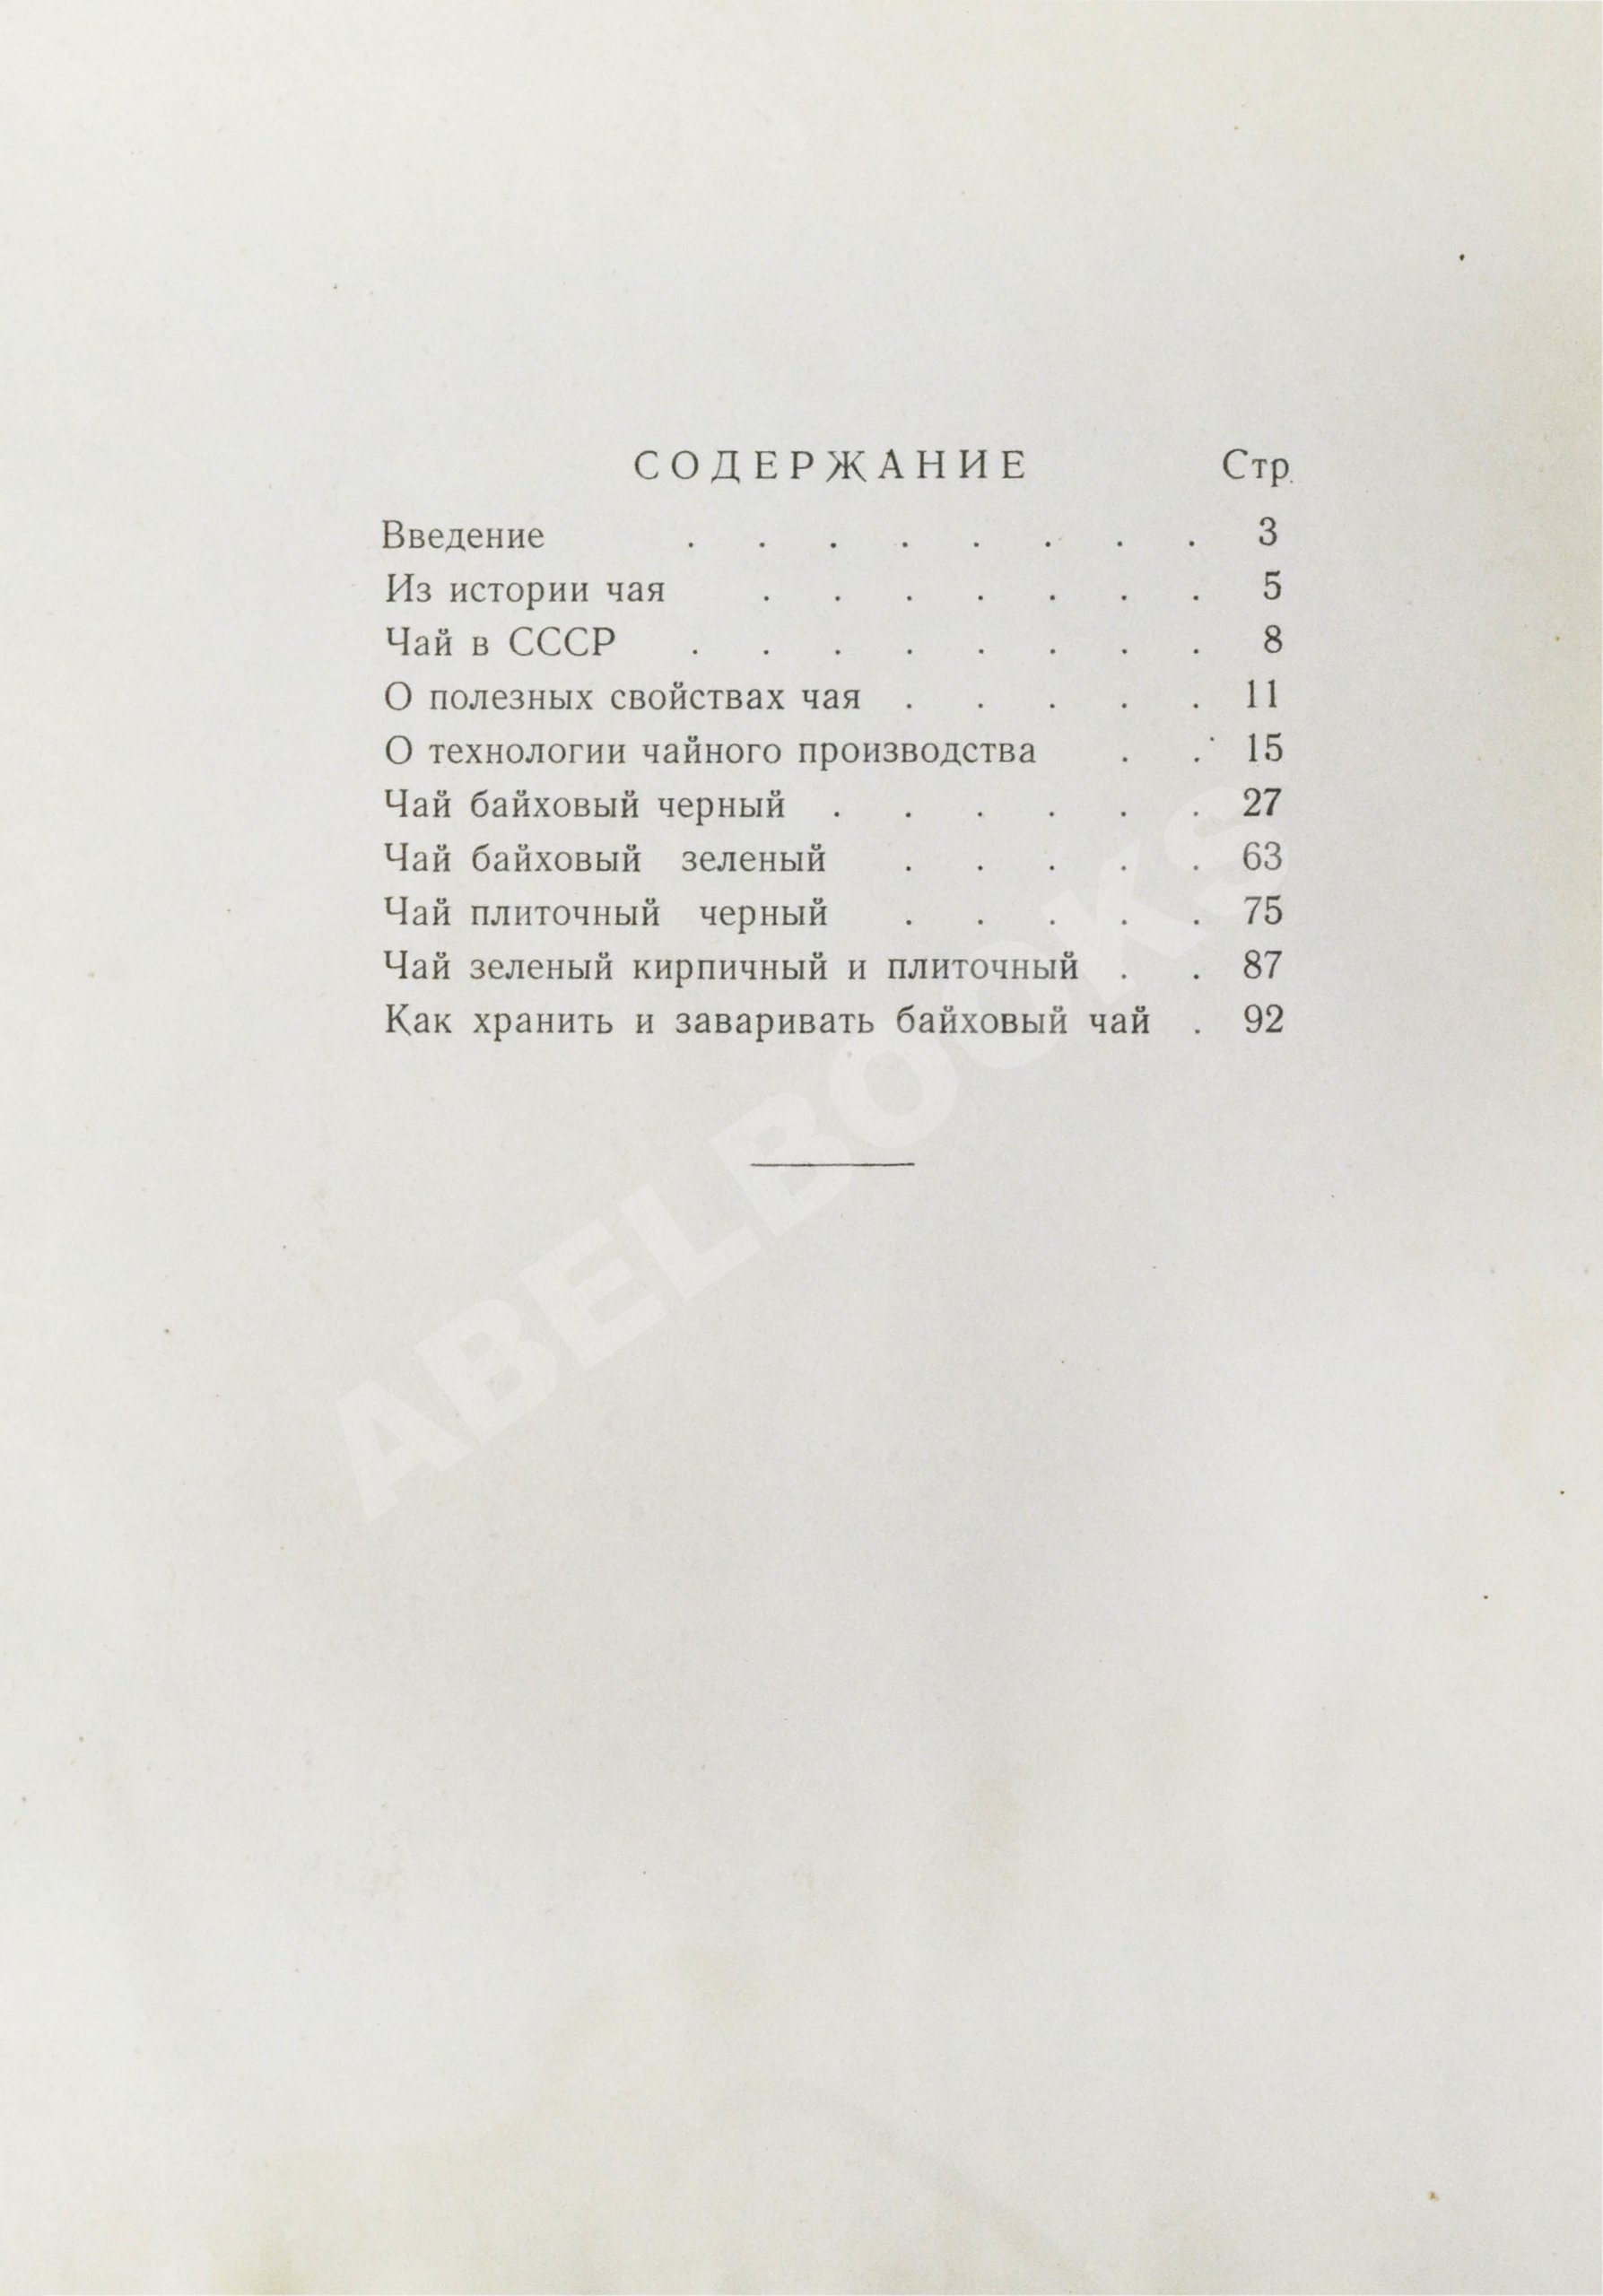 СОДЕРЖАНИЕ Стр.
Введение . . . . . . . . 3
Из истории чая . . . . . . . 5
Чай в СССР . . . . . . . . 8
О полезных свойствах чая . . . . . 11
О технологии чайного производства . . 15
Чай байховый черный . . . . . . 27
Чай байховый зеленый . . . . . 63
Чай плиточный черный . . . . . 75
Чай зеленый кирпичный и плиточный . . 87
Как хранить и заваривать байховый чай . 92
ABELBOOKS